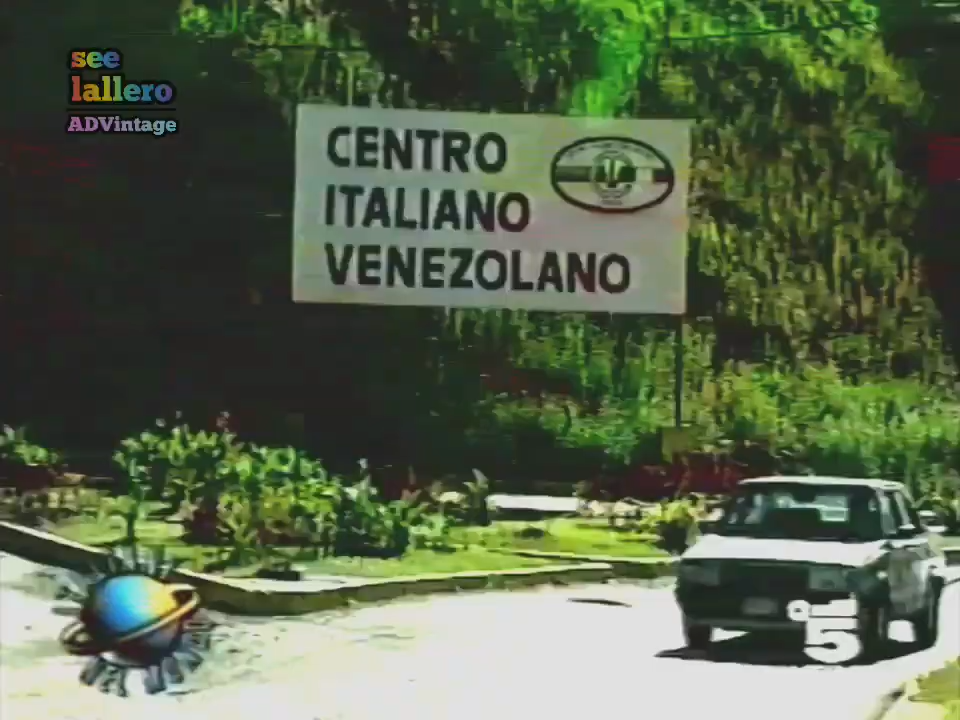 see
lallero
ADVintage
CENTRO
ITALIANO
VENEZOLANO
5